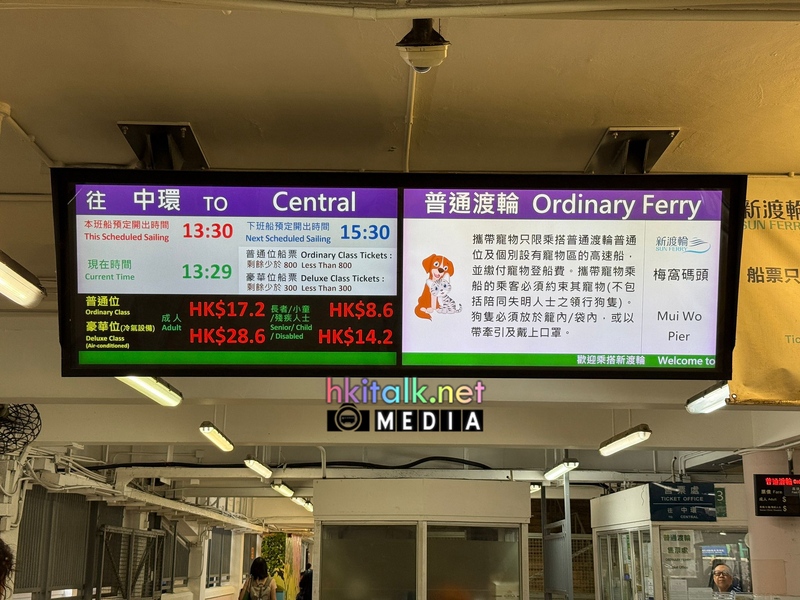 往 中環 TO Central
本班船預定開出時間
This Scheduled Sailing
13:30
下班船預定開出時間
Next Scheduled Sailing
15:30
現在時間
Current Time
13:29
普通位船票 Ordinary Class Tickets :
剩餘少於 800 Less Than 800
豪華位船票 Deluxe Class Tickets :
剩餘少於 300 Less Than 300
普通位
Ordinary Class
豪華位(冷氣設備)
Deluxe Class
(Air-conditioned)
成人
Adult
HK$17.2
HK$28.6
長者/小童
/殘疾人士
Senior/ Child
/ Disabled
HK$8.6
HK$14.2
普通渡輪 Ordinary Ferry
攜帶寵物只限乘搭普通渡輪普通
位及個別設有寵物區的高速船，
並繳付寵物登船費。攜帶寵物乘
船的乘客必須約束其寵物(不包
括陪同失明人士之領行狗隻)。
狗隻必須放於籠內/袋內，或以
帶牽引及戴上口罩。
新渡輪
SUN FERRY
梅窩碼頭
Mui Wo
Pier
歡迎乘搭新渡輪 Welcome to
新渡輪
SUN FERRY
船票只
hkitalk.net
MEDIA
售票處
TICKET OFFICE
往 中環
CENTRAL
3
普通渡輪